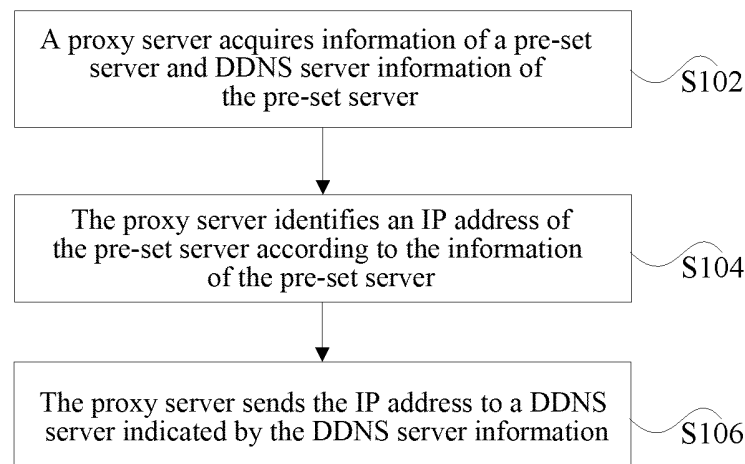 A proxy server acquires information of a pre-set
server and DDNS server information of
the pre-set server
S102
The proxy server identifies an IP address of
the pre-set server according to the information
of the pre-set server
S104
The proxy server sends the IP address to a DDNS
server indicated by the DDNS server information
S106